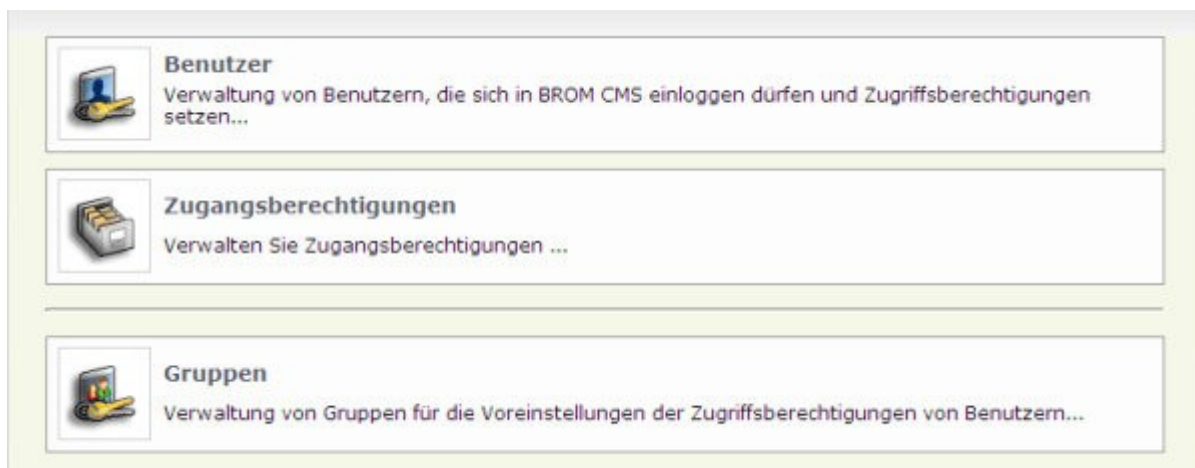 Benutzer
Verwaltung von Benutzern, die sich in BROM CMS einloggen dürfen und Zugriffsberechtigungen
setzen...
Zugangsberechtigungen
Verwalten Sie Zugangsberechtigungen ...
Gruppen
Verwaltung von Gruppen für die Voreinstellungen der Zugriffsberechtigungen von Benutzern...